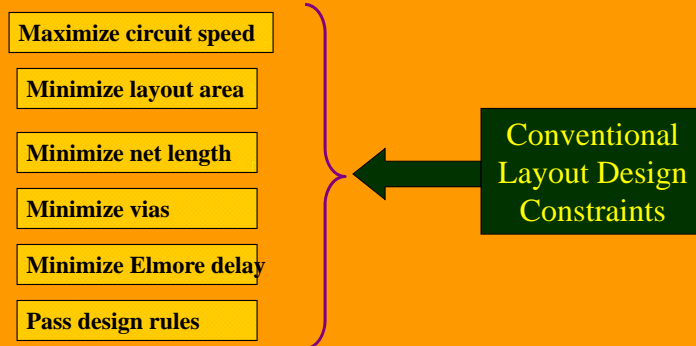 Maximize circuit speed
Minimize layout area
Minimize net length
Minimize vias
Minimize Elmore delay
Pass design rules
Conventional
Layout Design
Constraints